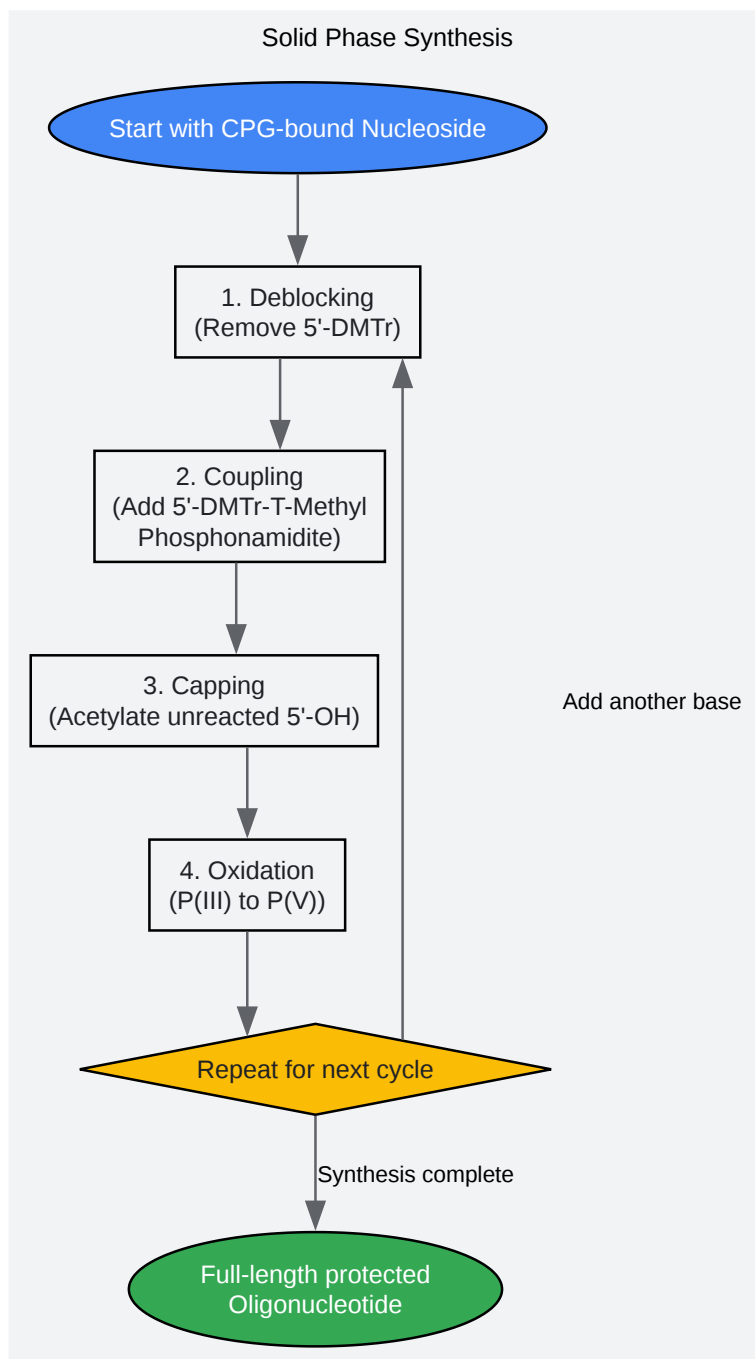 Solid Phase Synthesis
Start with CPG-bound Nucleoside
1. Deblocking
(Remove 5'-DMTr)
2. Coupling
(Add 5'-DMTr-T-Methyl
Phosphonamidite)
3. Capping
(Acetylate unreacted 5'-OH)
Add another base
4. Oxidation
(P(III) to P(V))
Repeat for next cycle
Synthesis complete
Full-length protected
Oligonucleotide